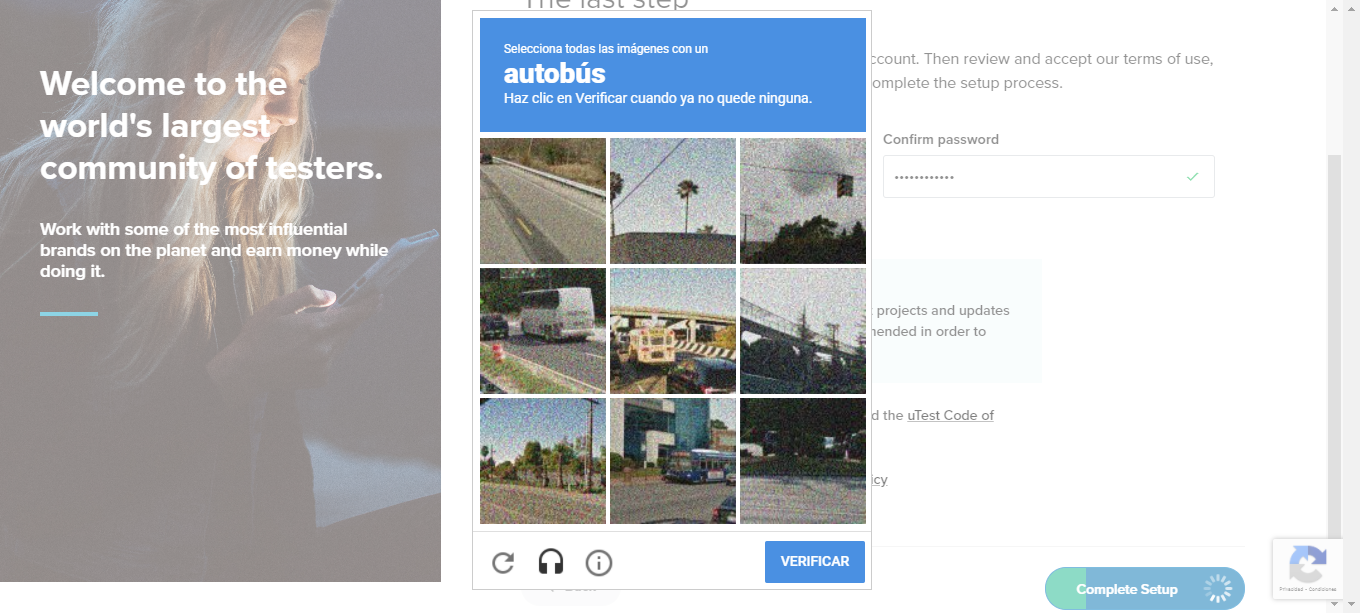 Welcome to the
world's largest
community of testers.
Work with some of the most influential
brands on the planet and earn money while
doing it.
The last step
Selecciona todas las imágenes con un
autobús
Haz clic en Verificar cuando ya no quede ninguna.
ccount. Then review and accept our terms of use,
omplete the setup process.
Confirm password
projects and updates
nended in order to
d the uTest Code of
icy
VERIFICAR
Complete Setup
Privacidad - Condiciones